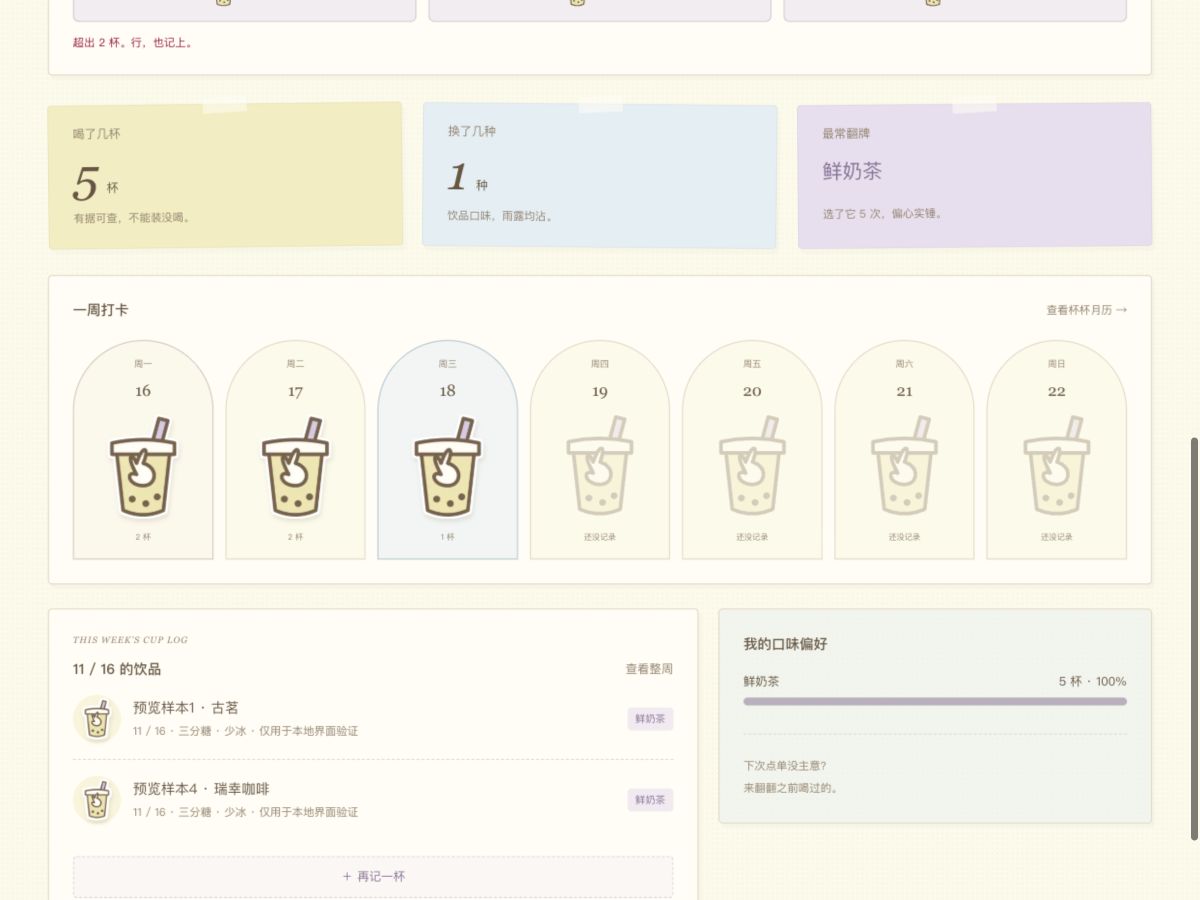 超出 2 杯。行，也记上。
喝了几杯
5 杯
有据可查，不能装没喝。
换了几种
1 种
饮品口味，雨露均沾。
最常翻牌
鲜奶茶
选了它 5 次，偏心实锤。
一周打卡
查看杯杯月历 →
周一
16
2 杯
周二
17
2 杯
周三
18
1 杯
周四
19
还没记录
周五
20
还没记录
周六
21
还没记录
周日
22
还没记录
THIS WEEK'S CUP LOG
11 / 16 的饮品
查看整周
预览样本1 · 古茗
11 / 16 · 三分糖 · 少冰 · 仅用于本地界面验证
鲜奶茶
预览样本4 · 瑞幸咖啡
11 / 16 · 三分糖 · 少冰 · 仅用于本地界面验证
鲜奶茶
+ 再记一杯
我的口味偏好
鲜奶茶
5 杯 · 100%
下次点单没主意？
来翻翻之前喝过的。